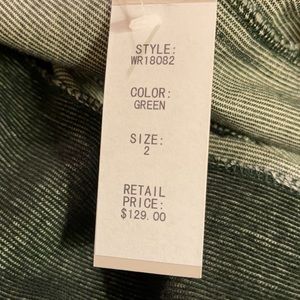 STYLE:
WR18082
COLOR:
GREEN
SIZE:
2
RETAIL
PRICE:
$129.00